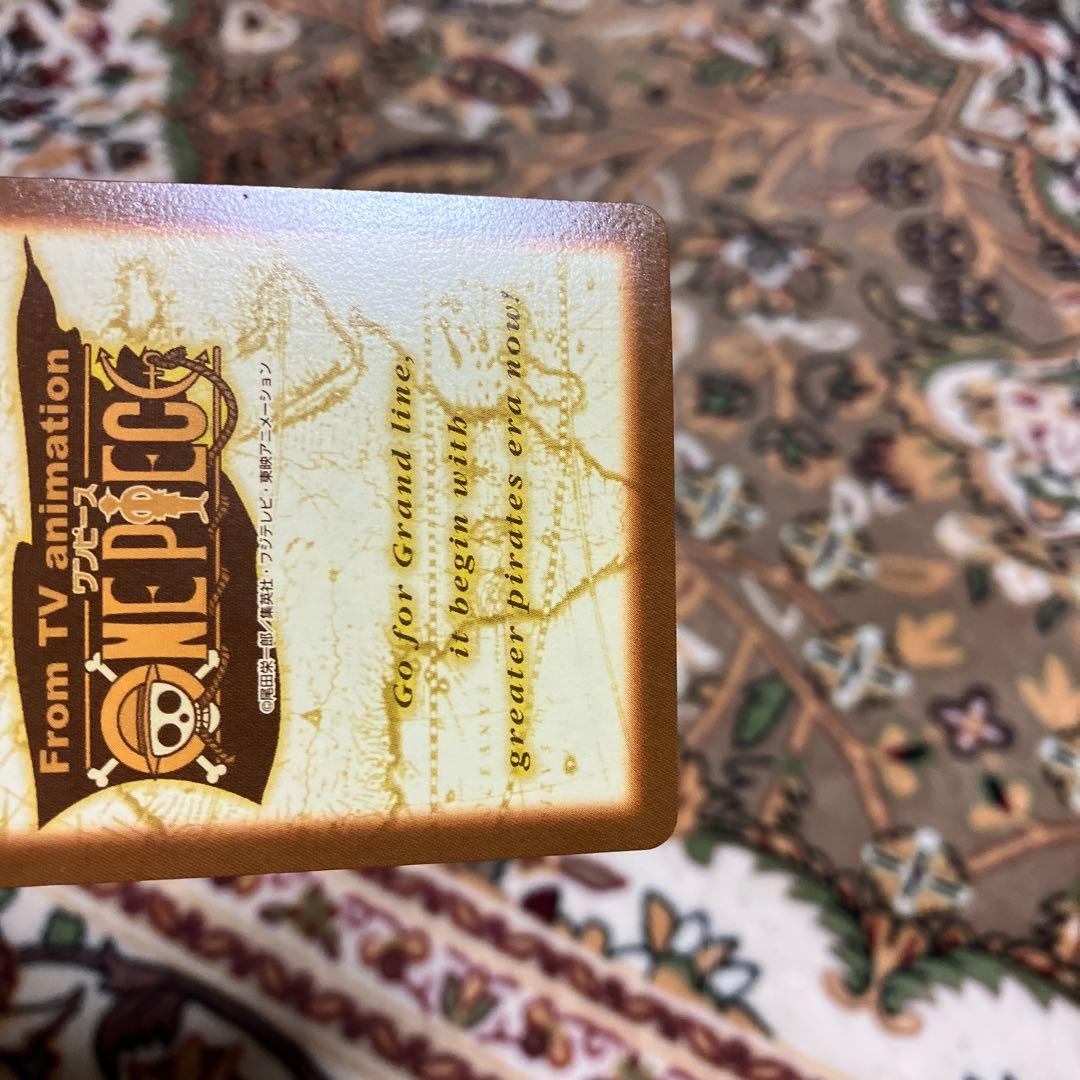 From TV animation
ワンピース
ONE PIECE
©尾田栄一郎／集英社・フジテレビ・東映アニメーション
Go for Grand line,
it begin with
greater pirates era now!